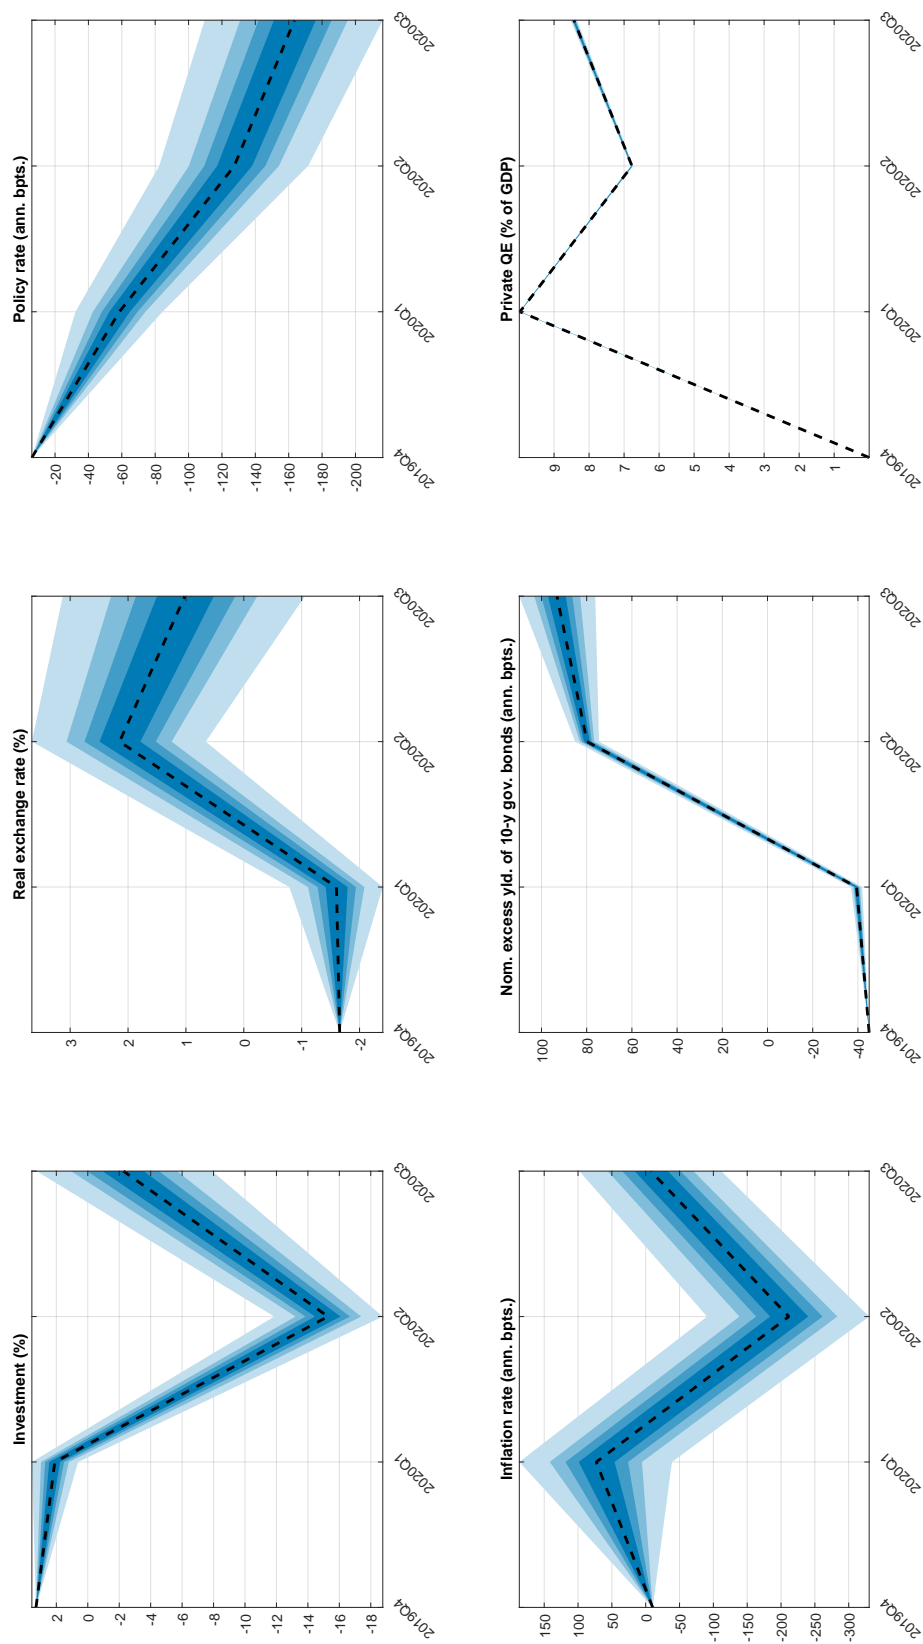 Investment (%)
2
0
-2
-4
-6
-8
-10
-12
-14
-16
-18
2019Q4
2020Q1
2020Q2
2020Q3
Real exchange rate (%)
3
2
1
0
-1
-2
2019Q4
2020Q1
2020Q2
2020Q3
Policy rate (ann. bpts.)
-20
-40
-60
-80
-100
-120
-140
-160
-180
-200
2019Q4
2020Q1
2020Q2
2020Q3
Inflation rate (ann. bpts.)
150
100
50
0
-50
-100
-150
-200
-250
-300
2019Q4
2020Q1
2020Q2
2020Q3
Nom. excess yld. of 10-y gov. bonds (ann. bpts.)
100
80
60
40
20
0
-20
-40
2019Q4
2020Q1
2020Q2
2020Q3
Private QE (% of GDP)
9
8
7
6
5
4
3
2
1
2019Q4
2020Q1
2020Q2
2020Q3